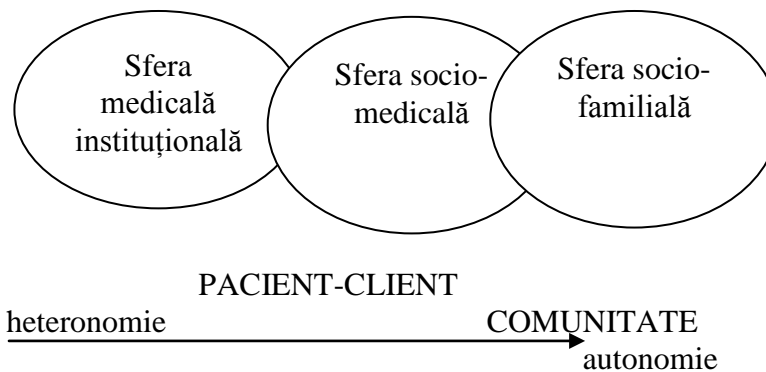 Sfera
medicală
instituțională
Sfera socio-
medicală
Sfera socio-
familială
PACIENT-CLIENT
heteronomie COMUNITATE
autonomie